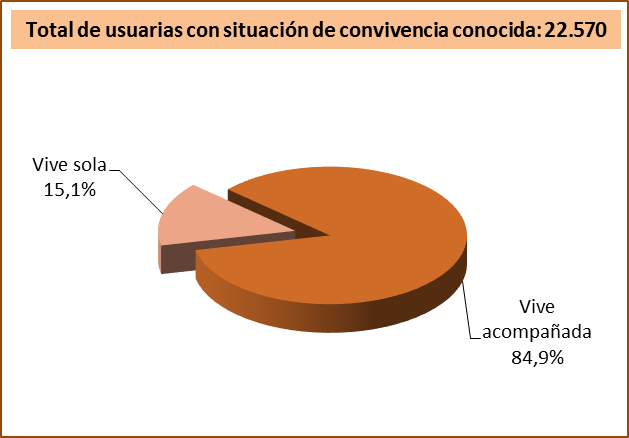 Total de usuarias con situación de convivencia conocida: 22.570
Vive sola
15,1%
Vive
acompañada
84,9%